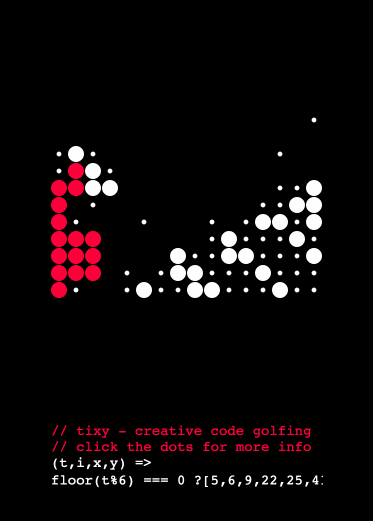 // tixy - creative code golfing
// click the dots for more info
(t,i,x,y) =>
floor(t%6) === 0 ?[5,6,9,22,25,4